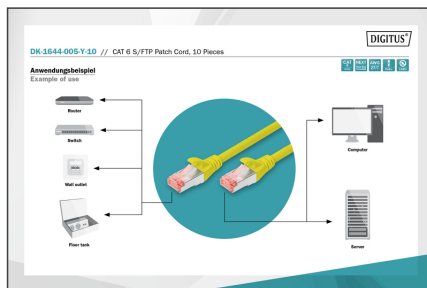 DIGITUS®
DK-1644-005-Y-10 // CAT 6 S/FTP Patch Cord, 10 Pieces
Anwendungsbeispiel
Example of use
Router
Switch
Wall outlet
Floor tank
Computer
Server